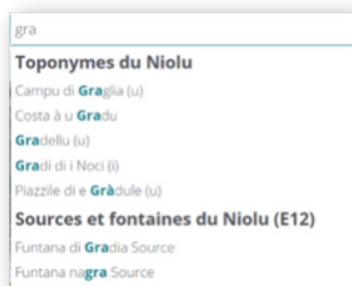 gra
Toponymes du Niolu
Campu di Graglia (u)
Costa à u Gradu
Gradellu (u)
Gradi di i Noci (i)
Piazzile di e Gràdule (u)
Sources et fontaines du Niolu (E12)
Funtana di Gradia Source
Funtana nagra Source